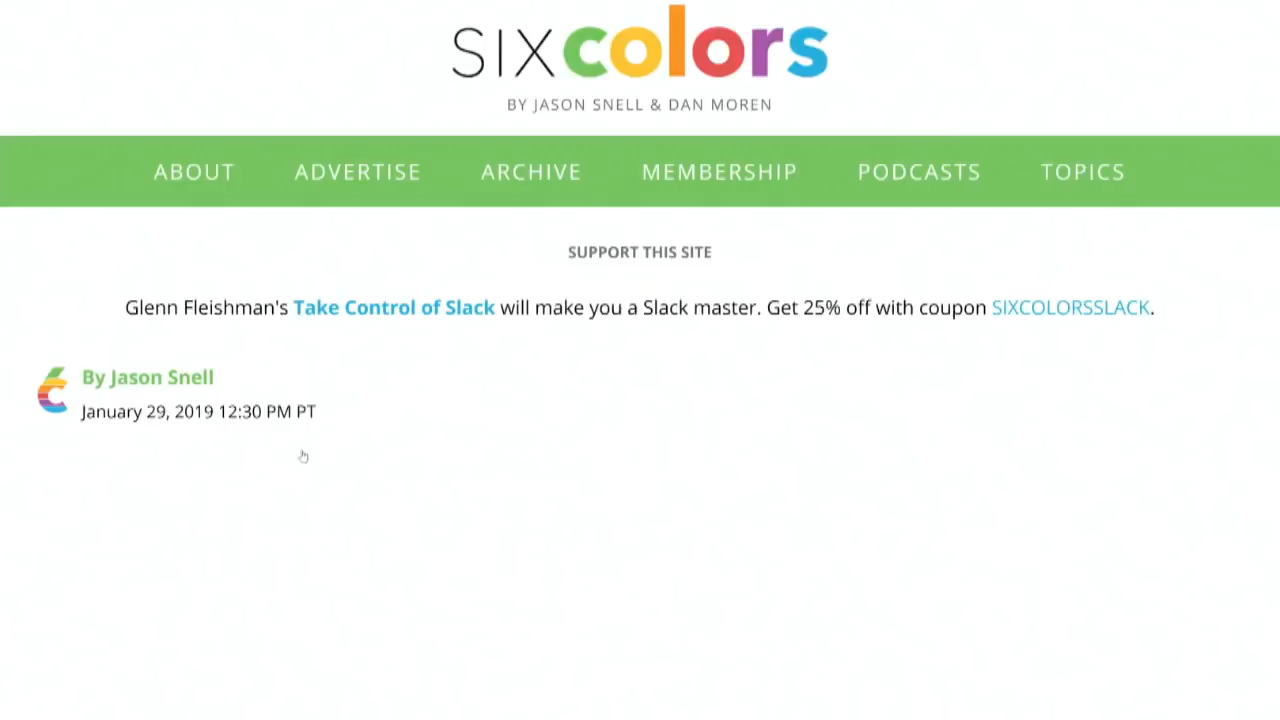 SIXcolors
BY JASON SNELL & DAN MOREN
ABOUT ADVERTISE ARCHIVE MEMBERSHIP PODCASTS TOPICS
SUPPORT THIS SITE
Glenn Fleishman's Take Control of Slack will make you a Slack master. Get 25% off with coupon SIXCOLORSSLACK.
By Jason Snell
January 29, 2019 12:30 PM PT